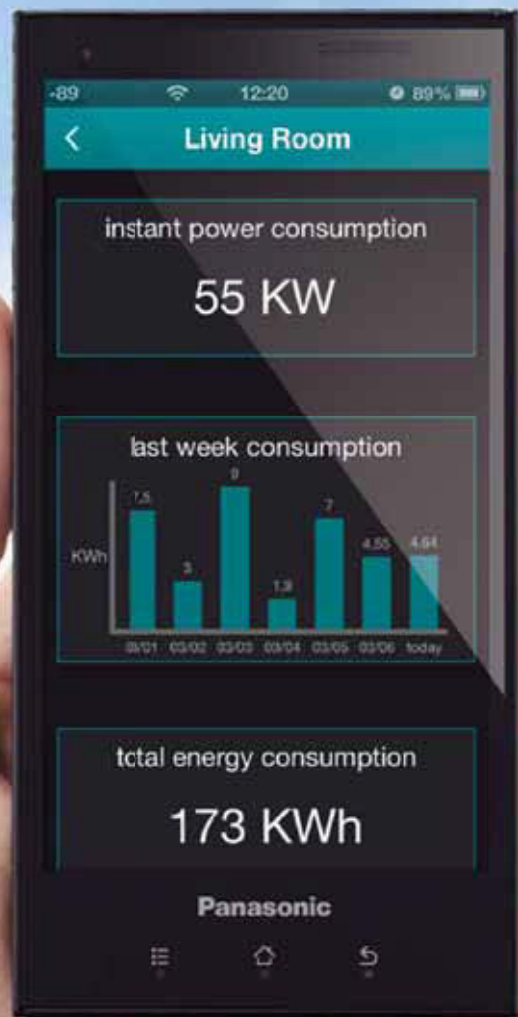 -89 12:20 89%
Living Room
instant power consumption
55 KW
last week consumption
9
7,5
7
4,55 4,64
3
1,9
KWh
03/01 03/02 03/03 03/04 03/05 03/06 today
total energy consumption
173 KWh
Panasonic